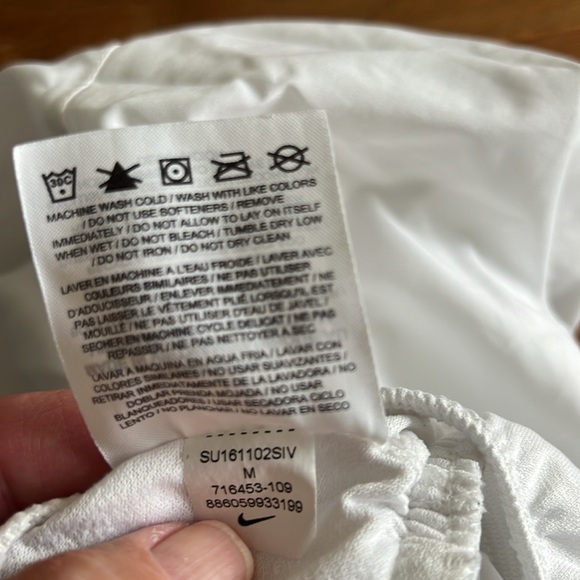 30C
MACHINE WASH COLD / WASH WITH LIKE COLORS
/ DO NOT USE SOFTENERS / REMOVE
IMMEDIATELY / DO NOT ALLOW TO LAY ON ITSELF
WHEN WET / DO NOT BLEACH / TUMBLE DRY LOW
/ DO NOT IRON / DO NOT DRY CLEAN
LAVER EN MACHINE A L'EAU FROIDE / LAVER AVEC
COULEURS SIMILAIRES / NE PAS UTILISER
D'ADOUCISSEUR / ENLEVER IMMEDIATEMENT / NE
PAS LAISSER LE VÊTEMENT PLIÉ LORSQU'IL EST
MOUILLÉ / NE PAS UTILISER D'EAU DE JAVEL /
SECHER EN MACHINE CYCLE DELICAT / NE PAS
REPASSER / NE PAS NETTOYER A SEC
LAVAR A MAQUINA EN AGUA FRIA / LAVAR CON
COLORES SIMILARES / NO USAR SUAVIZANTES /
RETIRAR INMEDIATAMENTE DE LA LAVADORA / NO
DOBLAR PRENDA MOJADA / NO USAR
BLANQUEADORES / USAR SECADORA CICLO
LENTO / NO PLANCHAR / NO LAVAR EN SECO
SU161102SIV
M
716453-109
886059933199